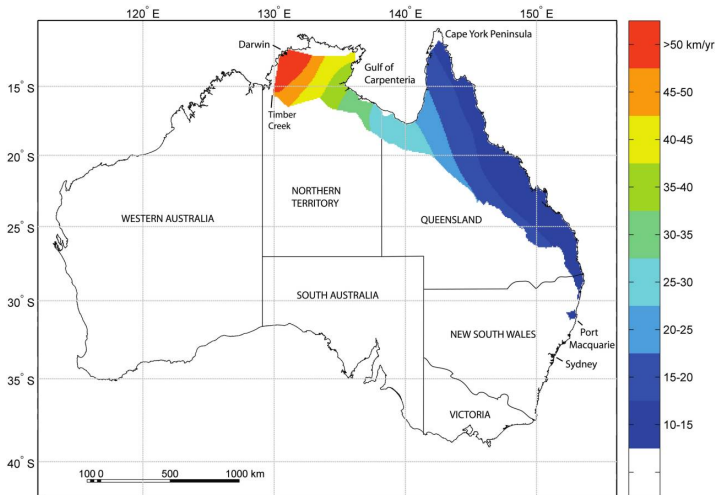 120° E
130° E
140° E
150° E
Cape York Peninsula
Darwin
Gulf of
Carpenteria
15° S
Timber
Creek
20° S
NORTHERN
TERRITORY
WESTERN AUSTRALIA
QUEENSLAND
25° S
SOUTH AUSTRALIA
30° S
NEW SOUTH WALES
Port
Macquarie
Sydney
35° S
VICTORIA
40° S
100 0
500
1000 km
>50 km/yr
45-50
40-45
35-40
30-35
25-30
20-25
15-20
10-15